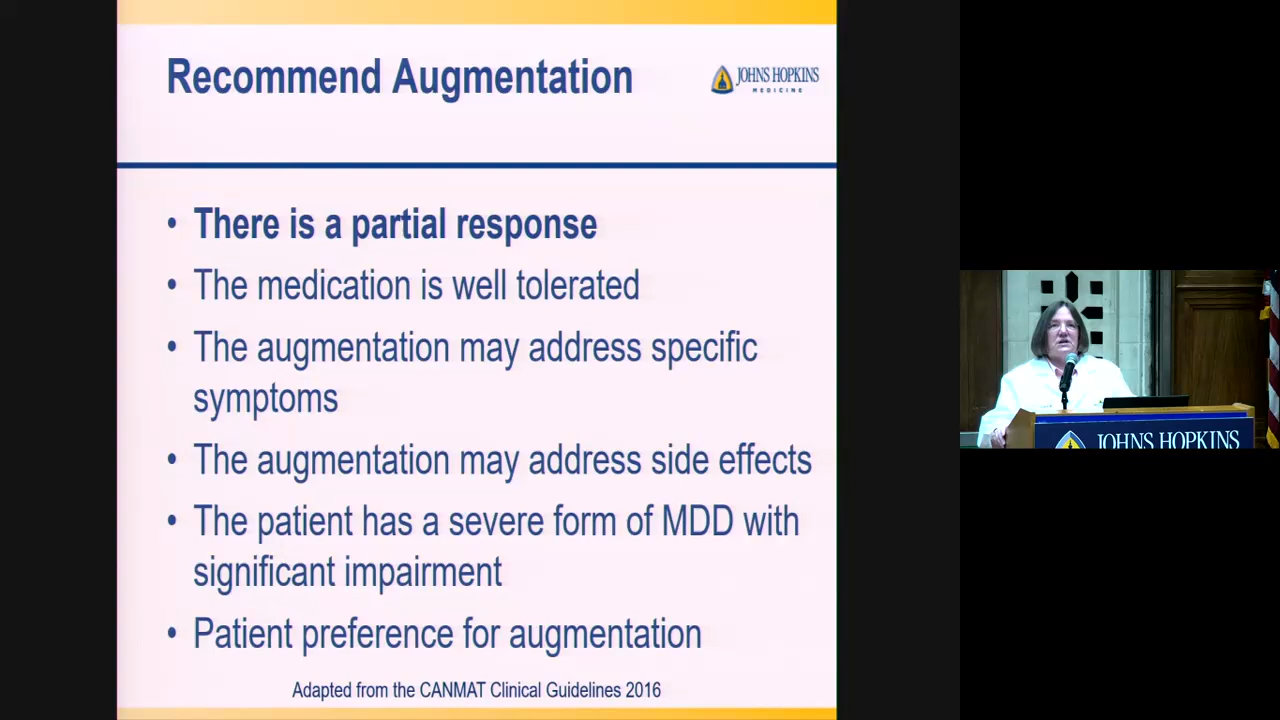 Recommend Augmentation
JOHNS HOPKINS
MEDICINE
• There is a partial response
• The medication is well tolerated
• The augmentation may address specific
symptoms
• The augmentation may address side effects
• The patient has a severe form of MDD with
significant impairment
• Patient preference for augmentation
Adapted from the CANMAT Clinical Guidelines 2016
JOHNS HOPKINS